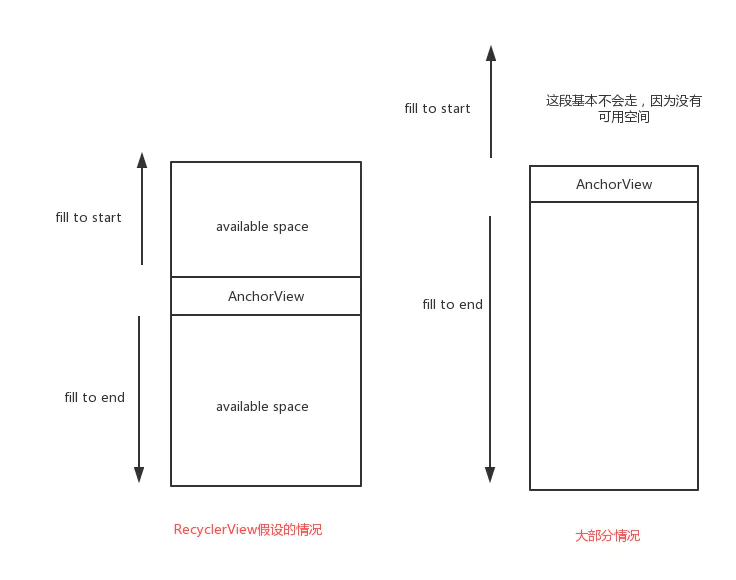 fill to start
available space
AnchorView
fill to end
available space
RecyclerView假设的情况
fill to start
这段基本不会走，因为没有
可用空间
AnchorView
fill to end
大部分情况